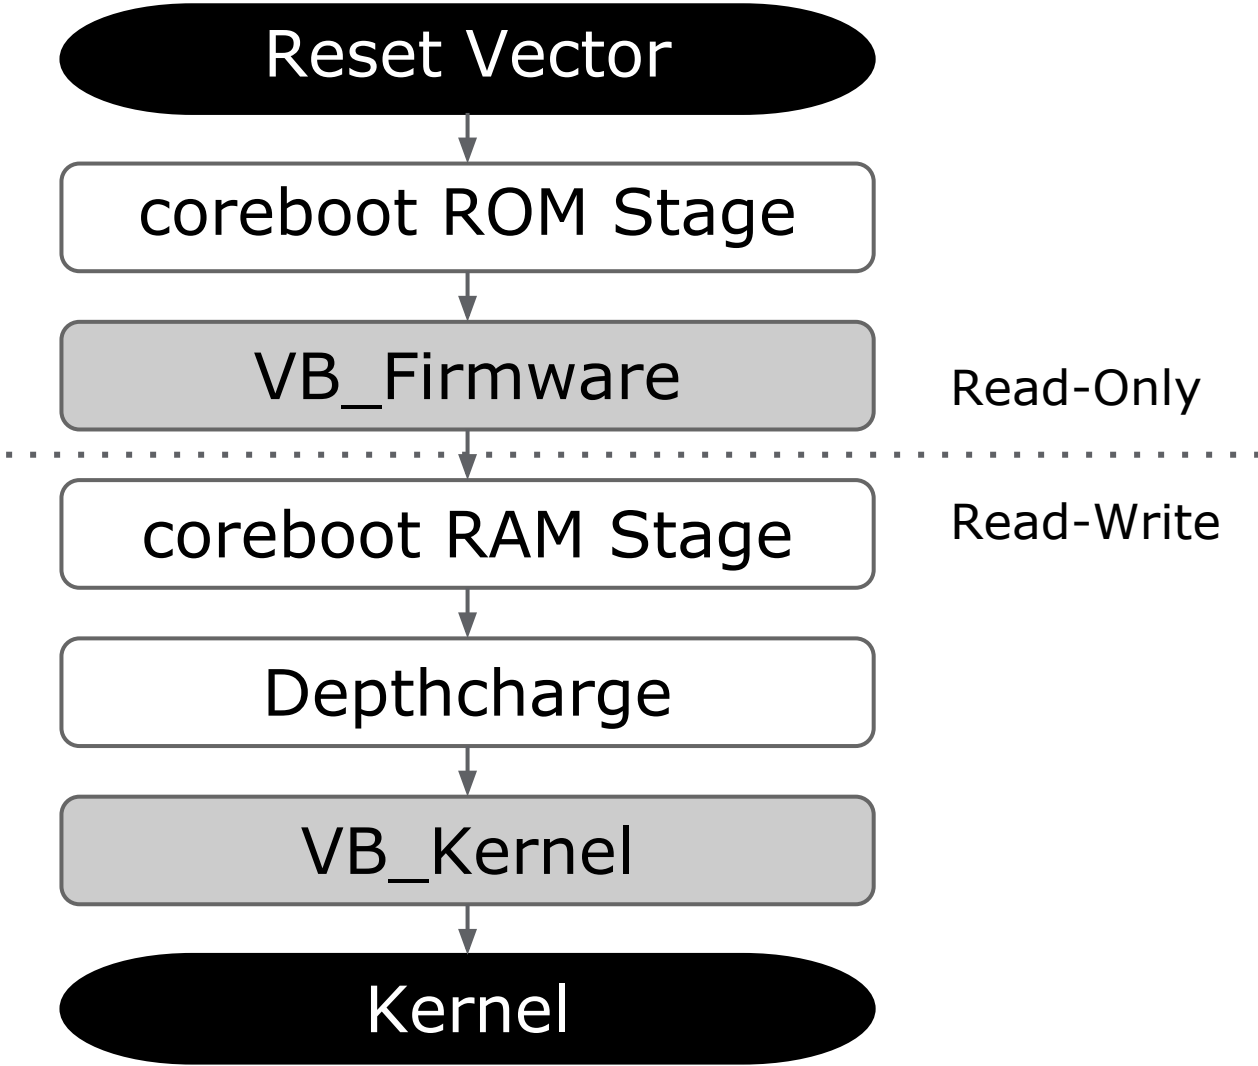 Reset Vector
coreboot ROM Stage
VB_Firmware
Read-Only
coreboot RAM Stage
Read-Write
Depthcharge
VB_Kernel
Kernel